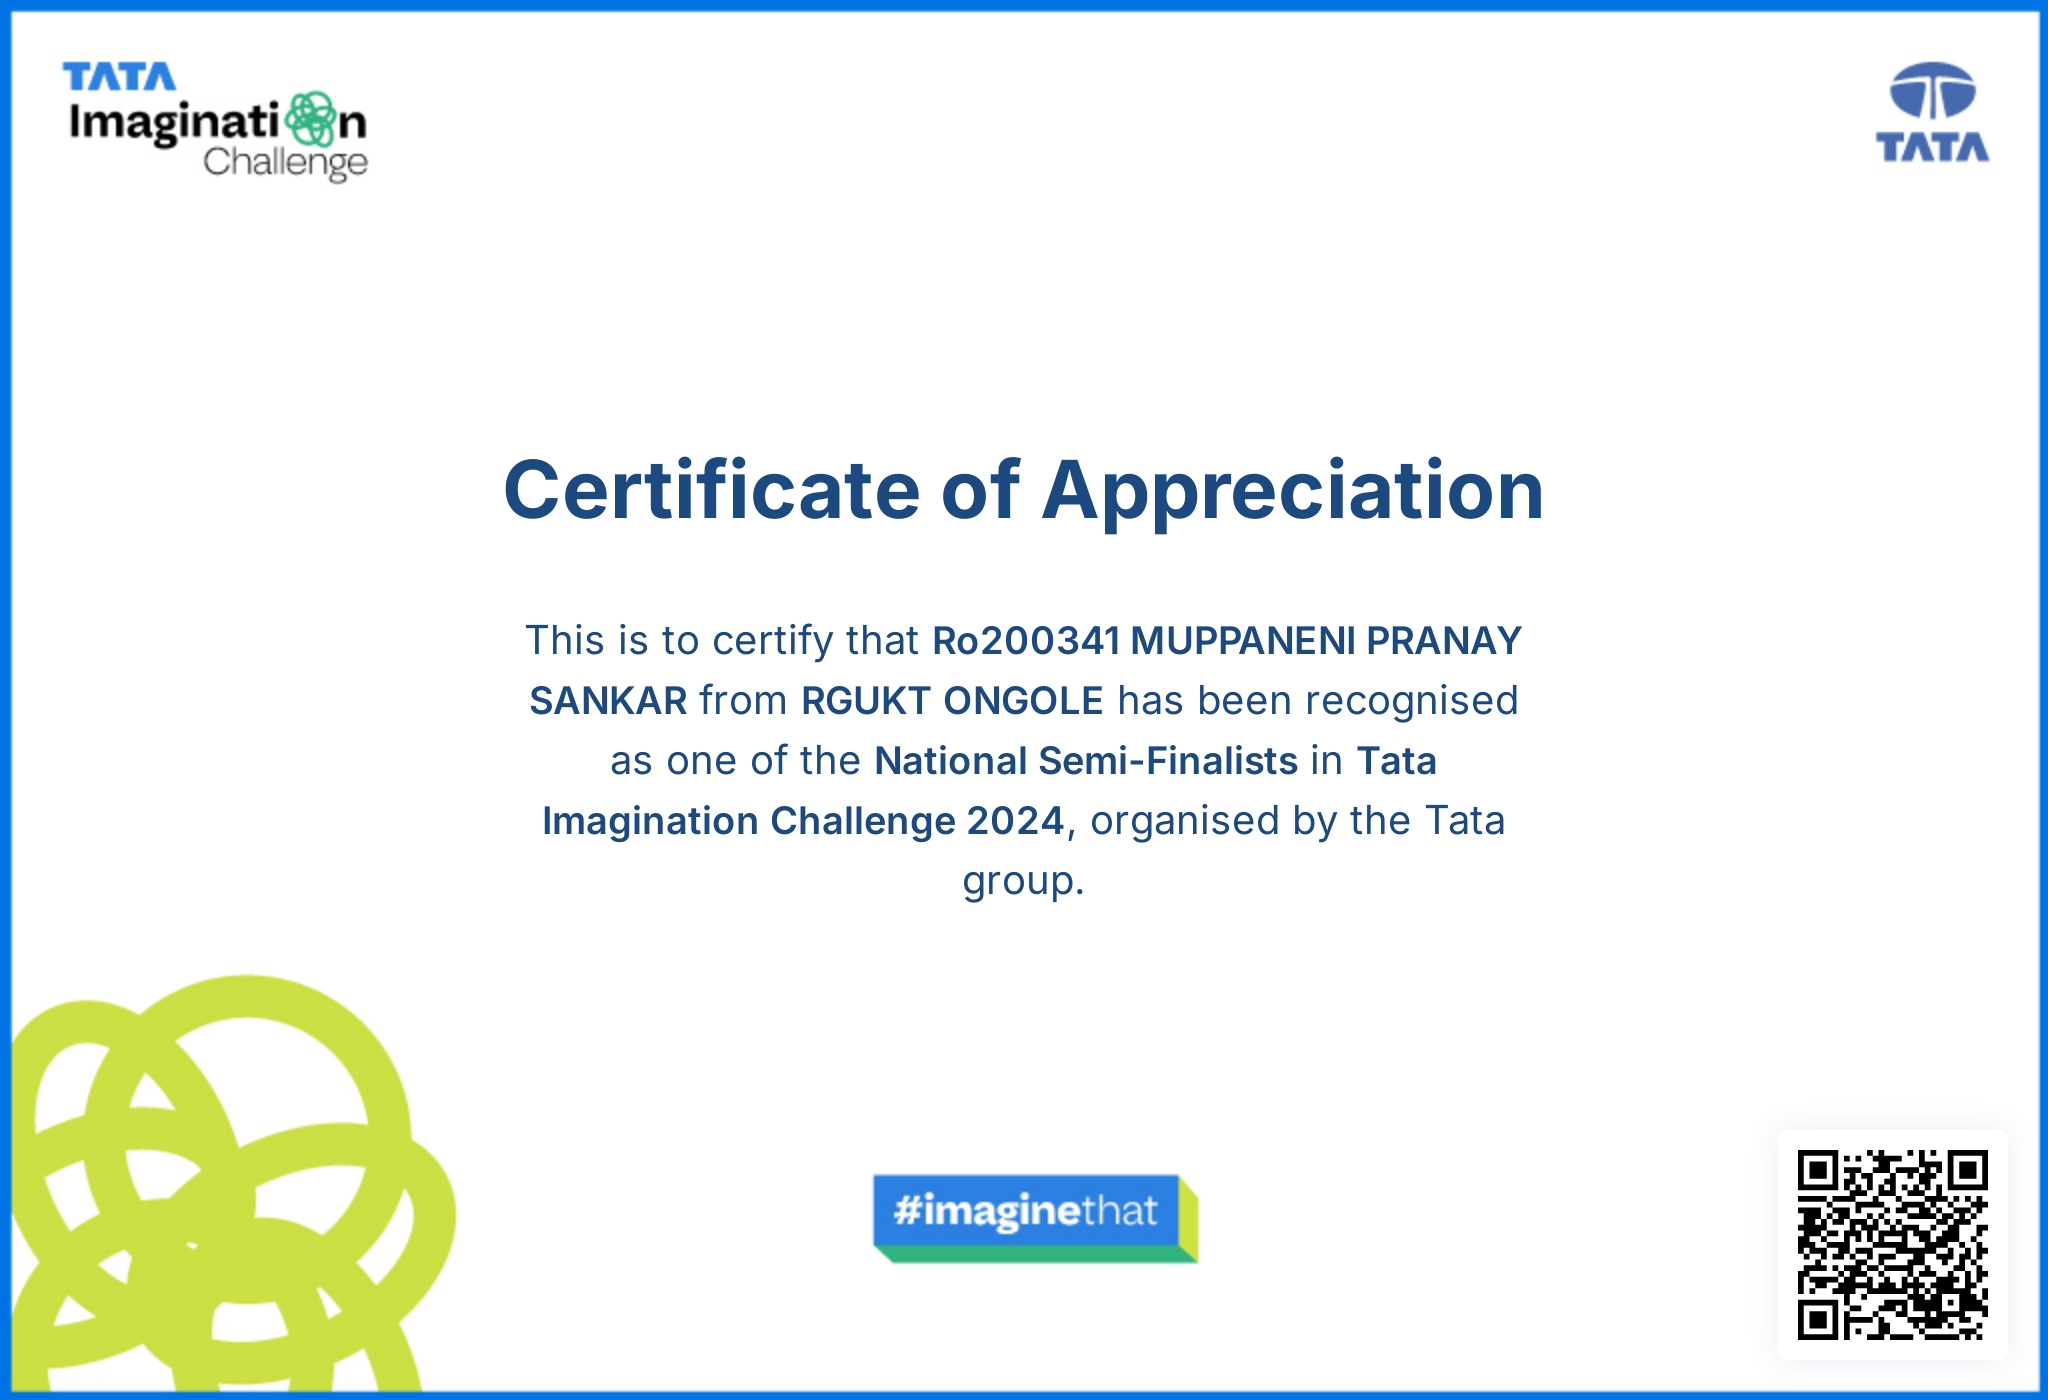 TATA
Imagination
Challenge
TATA
Certificate of Appreciation
This is to certify that Ro200341 MUPPANENI PRANAY
SANKAR from RGUKT ONGOLE has been recognised
as one of the National Semi-Finalists in Tata
Imagination Challenge 2024, organised by the Tata
group.
#imaginethat